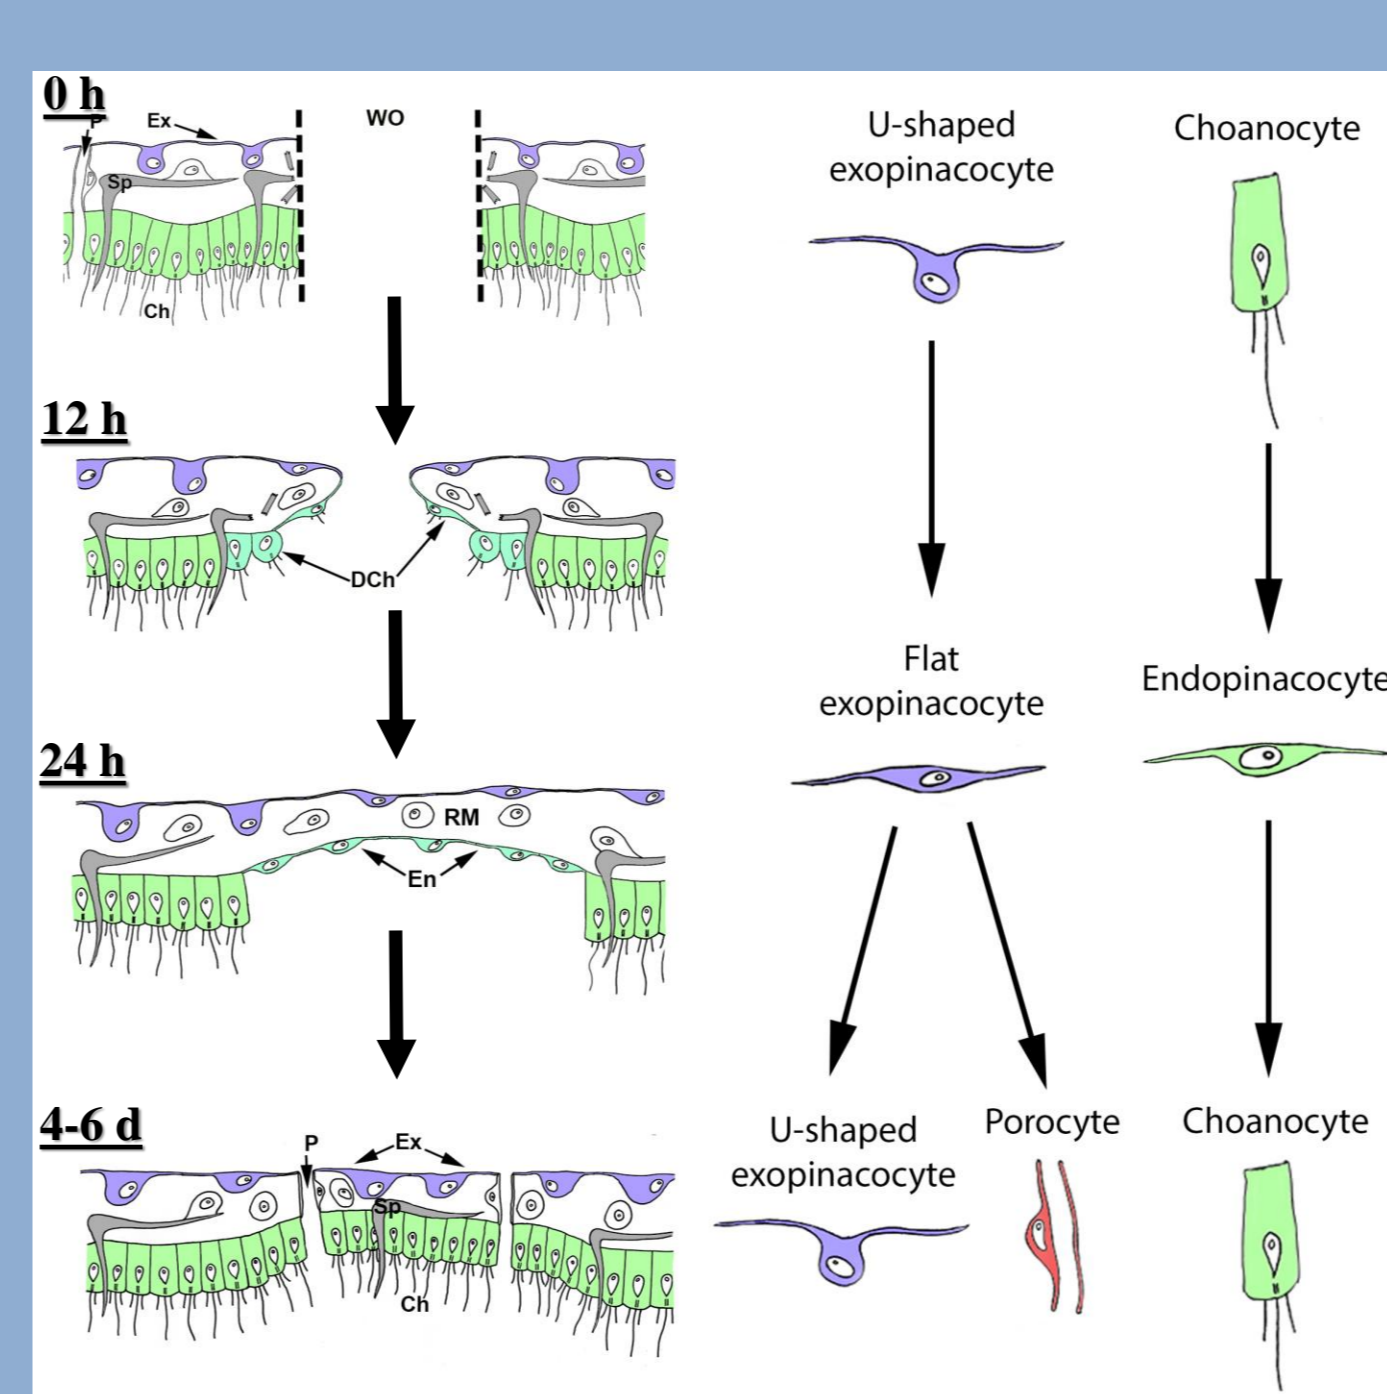 0 h
P
Ex
WO
Sp
Ch
12 h
DCh
24 h
RM
En
4-6 d
P
Ex
Sp
Ch
U-shaped
exopinacocyte
Choanocyte
Flat
exopinacocyte
Endopinacocyte
U-shaped
exopinacocyte
Porocyte
Choanocyte